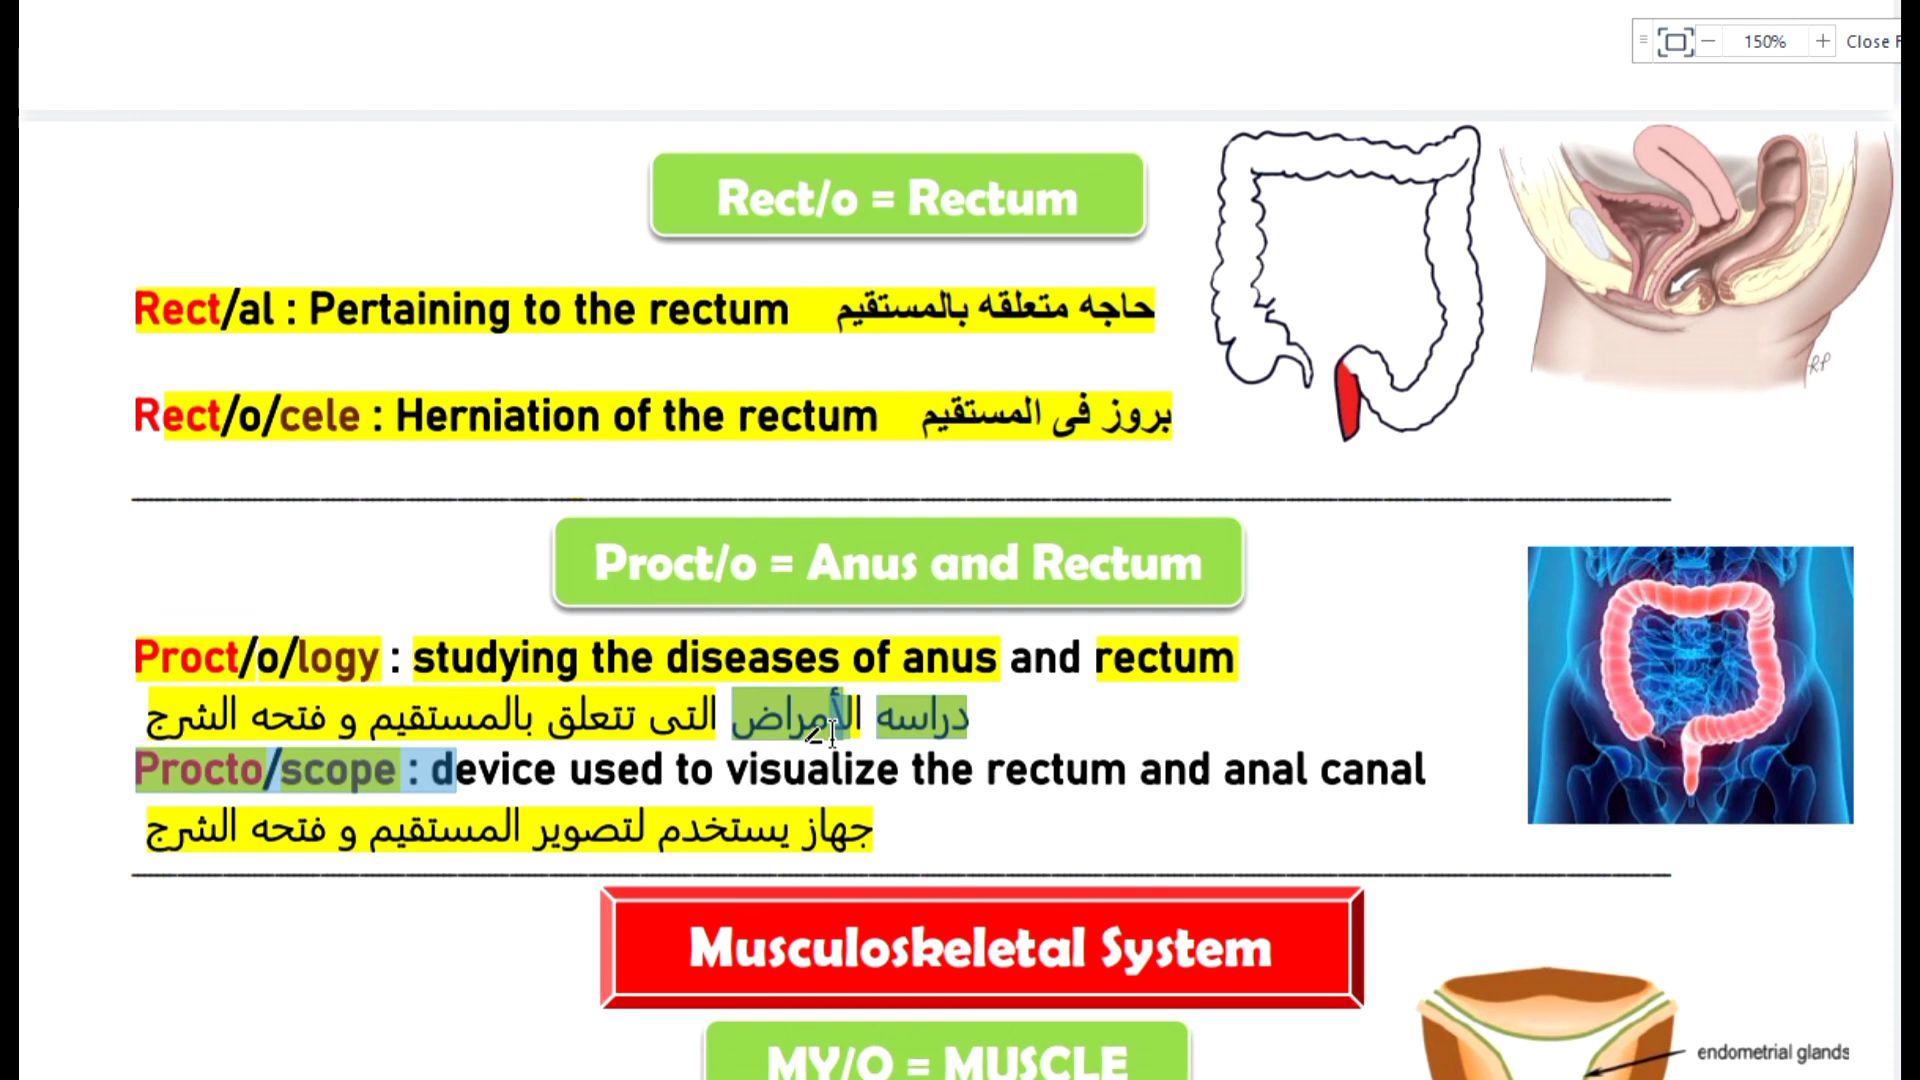 150%
Close
Rect/o = Rectum
Rect/al : Pertaining to the rectum حاجه متعلقه بالمستقيم
Rect/o/cele : Herniation of the rectum بروز فى المستقيم
Proct/o = Anus and Rectum
Proct/o/logy : studying the diseases of anus and rectum
دراسه الأمراض التى تتعلق بالمستقيم و فتحه الشرج
Procto/scope : device used to visualize the rectum and anal canal
جهاز يستخدم لتصوير المستقيم و فتحه الشرج
Musculoskeletal System
MY/O = MUSCLE
endometrial glands
RP